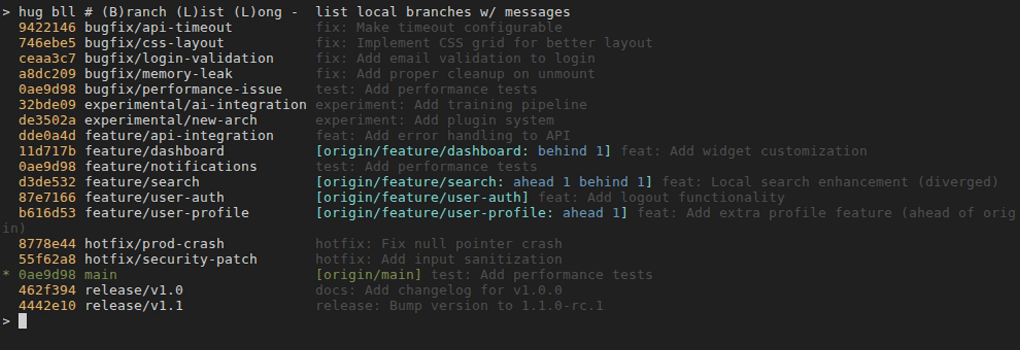 > hug bll # (B)ranch (L)ist (L)ong -  list local branches w/ messages
  9422146 bugfix/api-timeout          fix: Make timeout configurable
  746ebe5 bugfix/css-layout           fix: Implement CSS grid for better layout
  ceaa3c7 bugfix/login-validation     fix: Add email validation to login
  a8dc209 bugfix/memory-leak          fix: Add proper cleanup on unmount
  0ae9d98 bugfix/performance-issue    test: Add performance tests
  32bde09 experimental/ai-integration experiment: Add training pipeline
  de3502a experimental/new-arch       experiment: Add plugin system
  dde0a4d feature/api-integration     feat: Add error handling to API
  11d717b feature/dashboard           [origin/feature/dashboard: behind 1] feat: Add widget customization
  0ae9d98 feature/notifications       test: Add performance tests
  d3de532 feature/search              [origin/feature/search: ahead 1 behind 1] feat: Local search enhancement (diverged)
  87e7166 feature/user-auth           [origin/feature/user-auth] feat: Add logout functionality
  b616d53 feature/user-profile        [origin/feature/user-profile: ahead 1] feat: Add extra profile feature (ahead of orig
in)
  8778e44 hotfix/prod-crash           hotfix: Fix null pointer crash
  55f62a8 hotfix/security-patch       hotfix: Add input sanitization
* 0ae9d98 main                        [origin/main] test: Add performance tests
  462f394 release/v1.0                docs: Add changelog for v1.0.0
  4442e10 release/v1.1                release: Bump version to 1.1.0-rc.1
>